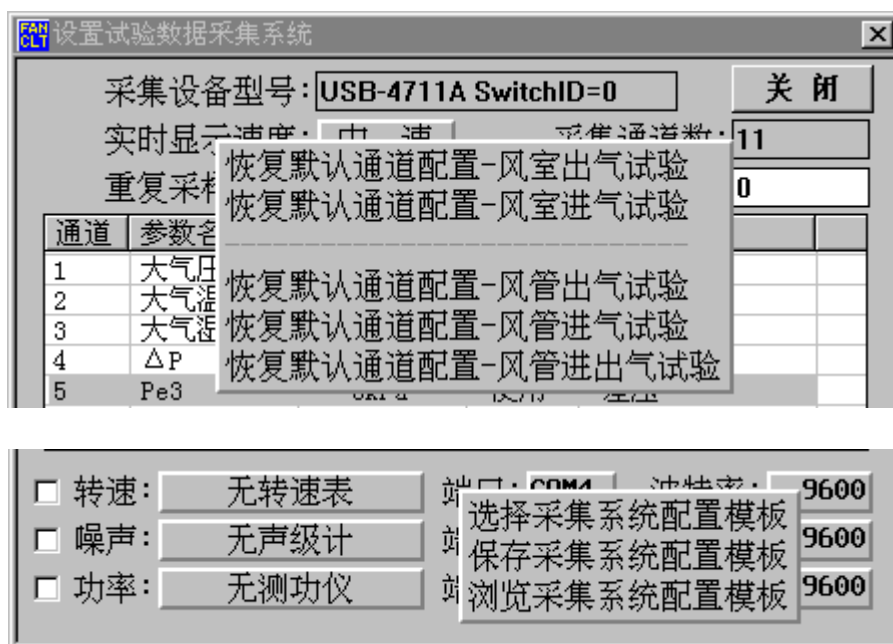 FAN CLT 设置试验数据采集系统
采集设备型号: USB-4711A SwitchID=0 关 闭
实时显示速度: 中 速 采集通道数: 11
重复采样 0
恢复默认通道配置-风室出气试验
恢复默认通道配置-风室进气试验
恢复默认通道配置-风管出气试验
恢复默认通道配置-风管进气试验
恢复默认通道配置-风管进出气试验
通道 参数名
1 大气压
2 大气温
3 大气湿
4 △P
5 Pe3 使用 差压
□ 转速: 无转速表 端口: COM4 波特率: 9600
□ 噪声: 无声级计 9600
□ 功率: 无测功仪 9600
选择采集系统配置模板
保存采集系统配置模板
浏览采集系统配置模板